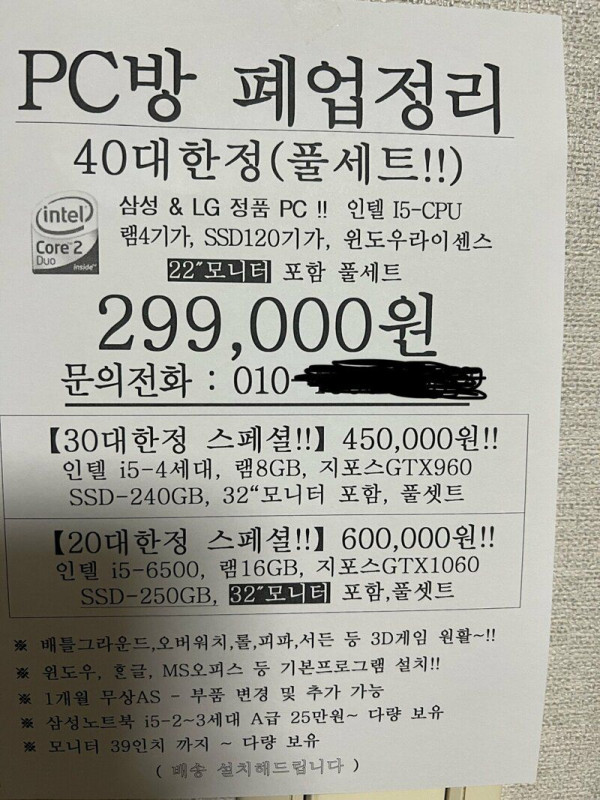 PC방 폐업정리
40대한정(풀세트!!)
삼성 & LG 정품 PC !! 인텔 I5-CPU
램4기가, SSD120기가, 윈도우라이센스
22"모니터 포함 풀세트
intel
Core 2
Duo
inside™
299,000원
문의전화 : 010-
【30대한정 스페셜!!】 450,000원!!
인텔 i5-4세대, 램8GB, 지포스GTX960
SSD-240GB, 32“모니터 포함, 풀셋트
【20대한정 스페셜!!】 600,000원!!
인텔 i5-6500, 램16GB, 지포스GTX1060
SSD-250GB, 32"모니터 포함,풀셋트
※ 배틀그라운드,오버워치,롤,피파,서든 등 3D게임 원활~!!
※ 윈도우, 흔글, MS오피스 등 기본프로그램 설치!!
※ 1개월 무상AS - 부품 변경 및 추가 가능
※ 삼성노트북 i5-2~3세대 A급 25만원~ 다량 보유
※ 모니터 39인치 까지 ~ 다량 보유
( 배송 설치해드립니다 )